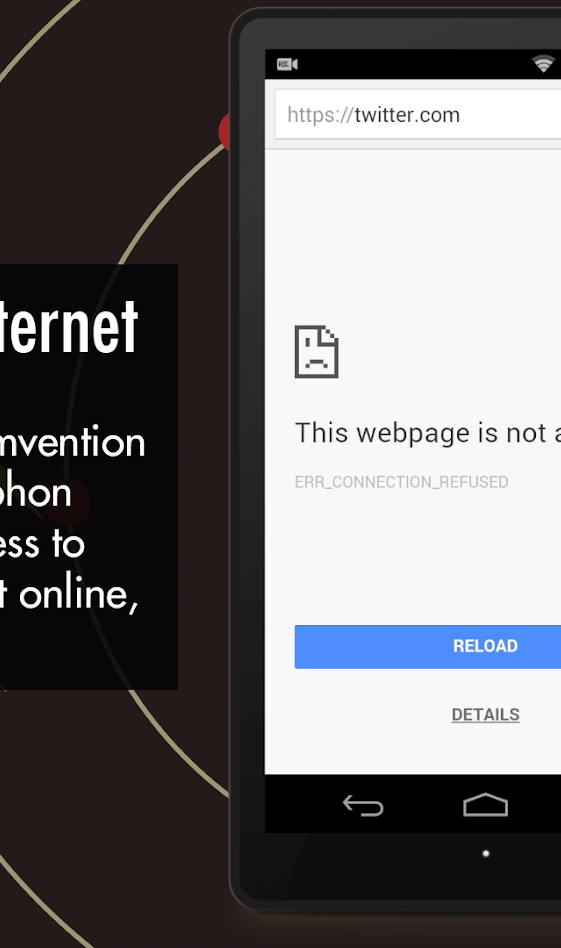 REC
https://twitter.com
ternet
mvention
phon
ess to
t online,
This webpage is not a
ERR_CONNECTION_REFUSED
RELOAD
DETAILS